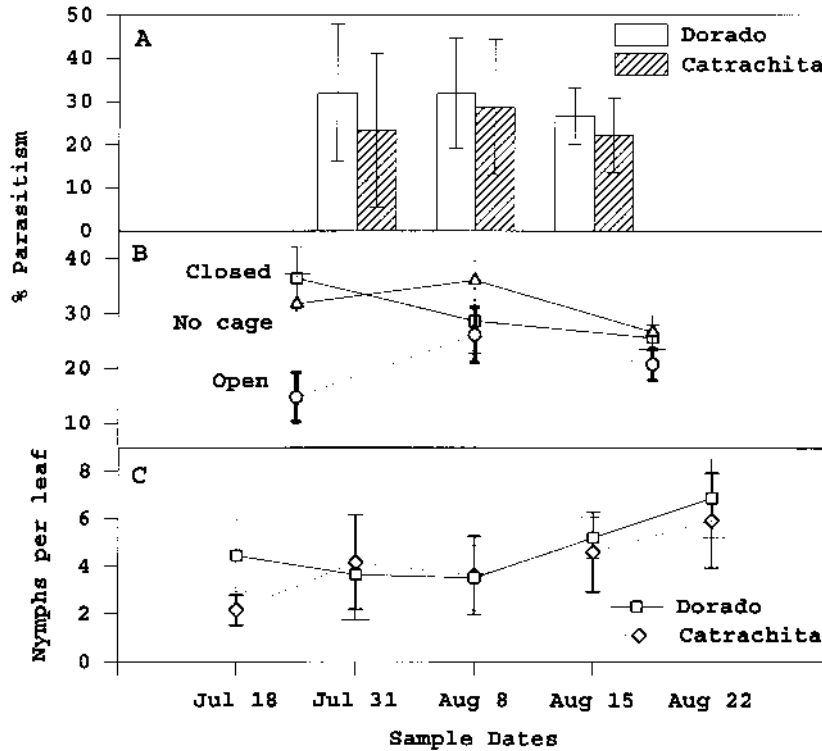 % Parasitism
50
40
30
20
10
0
A
Dorado
Catrachita
B
40
30
20
10
Closed
No cage
Open
Nymphs per leaf
C
8
6
4
2
0
Dorado
Catrachita
Jul 18 Jul 31 Aug 8 Aug 15 Aug 22
Sample Dates